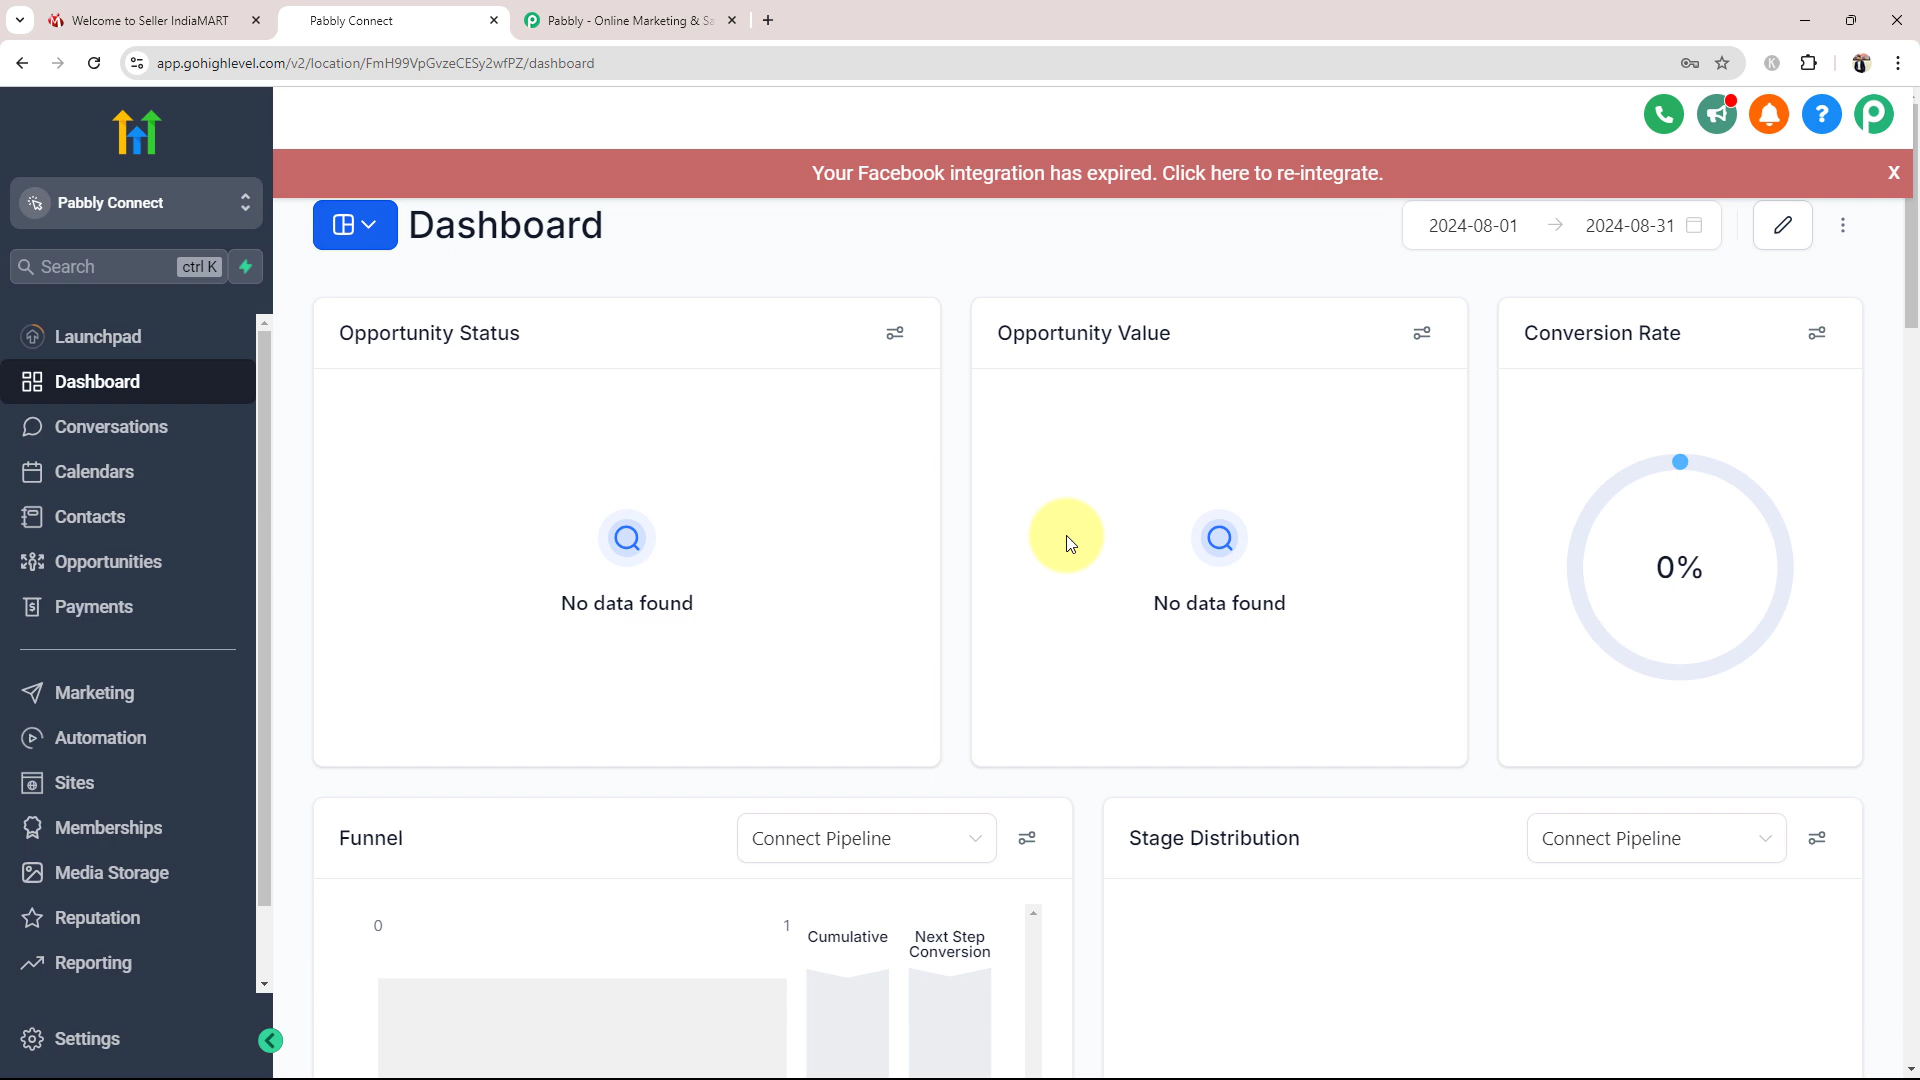 Welcome to Seller IndiaMART
Pabbly Connect
Pabbly - Online Marketing & Sa
app.gohighlevel.com/v2/location/FmH99VpGvzeCESy2wfPZ/dashboard
K
Your Facebook integration has expired. Click here to re-integrate.
X
Pabbly Connect
Search
ctrl K
Dashboard
2024-08-01
2024-08-31
Launchpad
Dashboard
Conversations
Calendars
Contacts
Opportunities
Payments
Marketing
Automation
Sites
Memberships
Media Storage
Reputation
Reporting
Settings
Opportunity Status
No data found
Opportunity Value
No data found
Conversion Rate
0%
Funnel
Connect Pipeline
0
1
Cumulative
Next Step
Conversion
Stage Distribution
Connect Pipeline